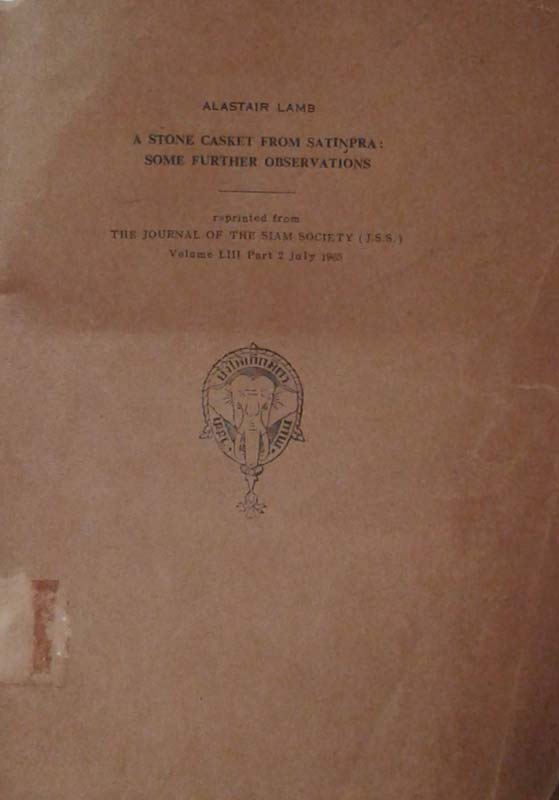 ALASTAIR LAMB
A STONE CASKET FROM SATINPRA:
SOME FURTHER OBSERVATIONS
reprinted from
THE JOURNAL OF THE SIAM SOCIETY (J.S.S.)
Volume LIII Part 2 July 1965